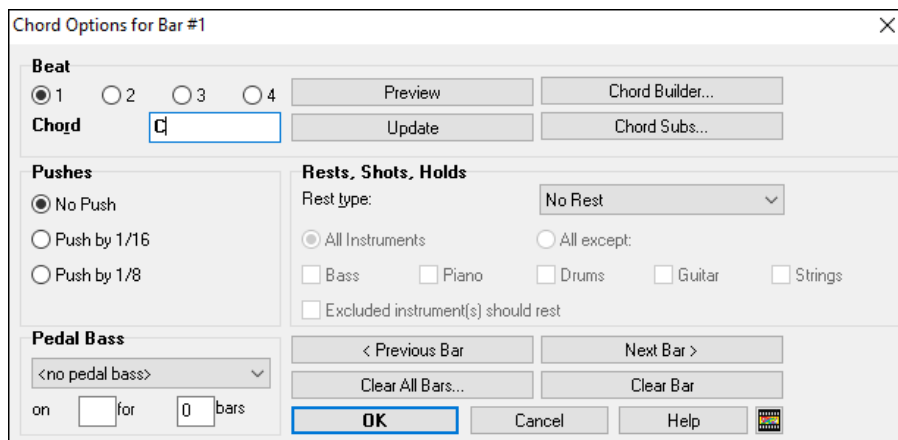 Chord Options for Bar #1
Beat
1 2 3 4 Preview Chord Builder...
Chord C Update Chord Subs...
Pushes
No Push
Push by 1/16
Push by 1/8
Rests, Shots, Holds
Rest type: No Rest
All Instruments All except:
Bass Piano Drums Guitar Strings
Excluded instrument(s) should rest
Pedal Bass
<no pedal bass>
on for 0 bars
< Previous Bar Next Bar >
Clear All Bars... Clear Bar
OK Cancel Help